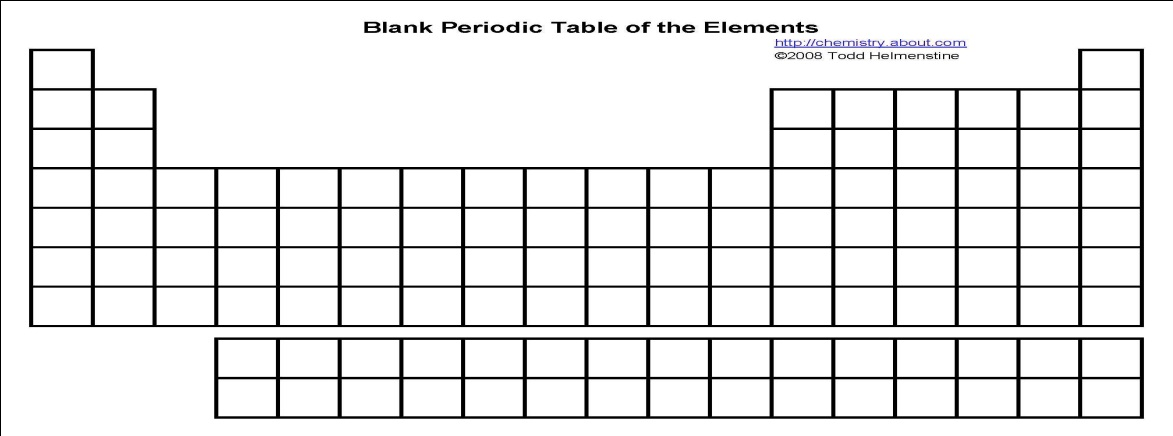 Blank Periodic Table of the Elements
http://chemistry.about.com
©2008 Todd Helmenstine